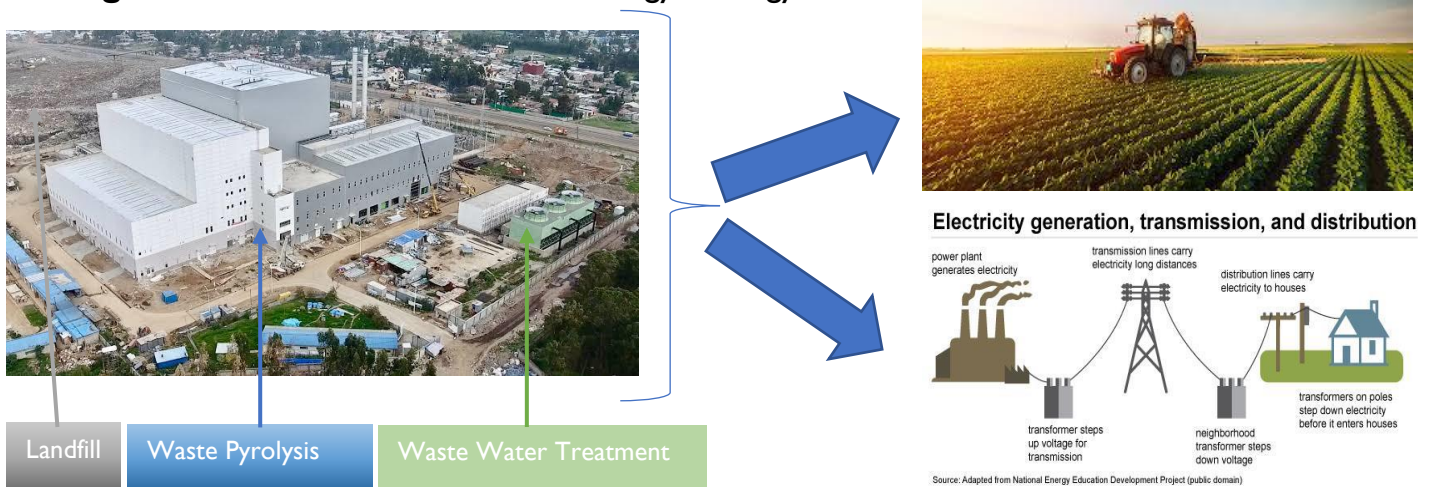 Landfill
Waste Pyrolysis
Waste Water Treatment
Electricity generation, transmission, and distribution
power plant
generates electricity
transmission lines carry
electricity long distances
distribution lines carry
electricity to houses
transformer steps
up voltage for
transmission
neighborhood
transformer steps
down voltage
transformers on poles
step down electricity
before it enters houses
Source: Adapted from National Energy Education Development Project (public domain)